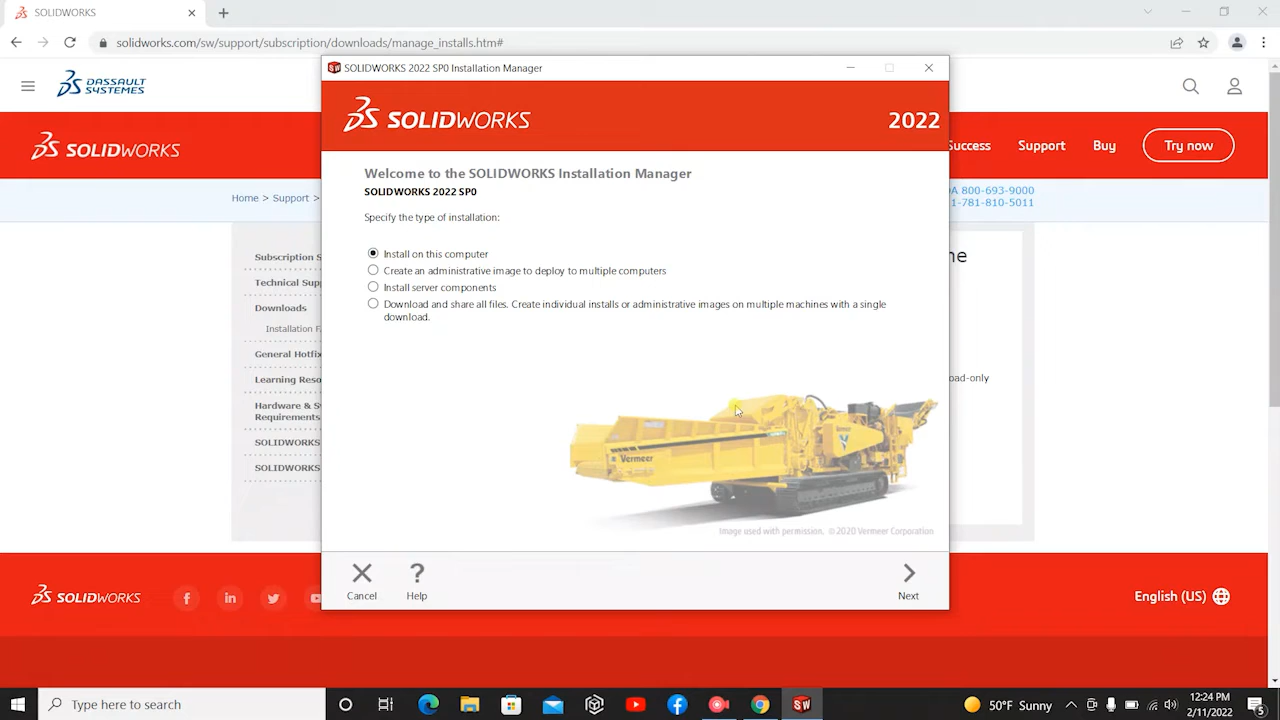 SOLIDWORKS
solidworks.com/sw/support/subscription/downloads/manage_installs.htm#
DASSAULT
SYSTEMES
SOLIDWORKS
Success
Support
Buy
Try now
Home > Support >
A 800-693-9000
1-781-810-5011
Subscription S
Technical Sup
Downloads
Installation F
General Hotfix
Learning Reso
Hardware & S
Requirements
SOLIDWORKS
SOLIDWORKS
ne
oad-only
SOLIDWORKS 2022 SP0 Installation Manager
SOLIDWORKS
2022
Welcome to the SOLIDWORKS Installation Manager
SOLIDWORKS 2022 SP0
Specify the type of installation:
Install on this computer
Create an administrative image to deploy to multiple computers
Install server components
Download and share all files. Create individual installs or administrative images on multiple machines with a single
download.
Vermeer
Image used with permission. ©2020 Vermeer Corporation
Cancel
Help
Next
SOLIDWORKS
English (US)
Type here to search
50°F Sunny
12:24 PM
2/11/2022
5